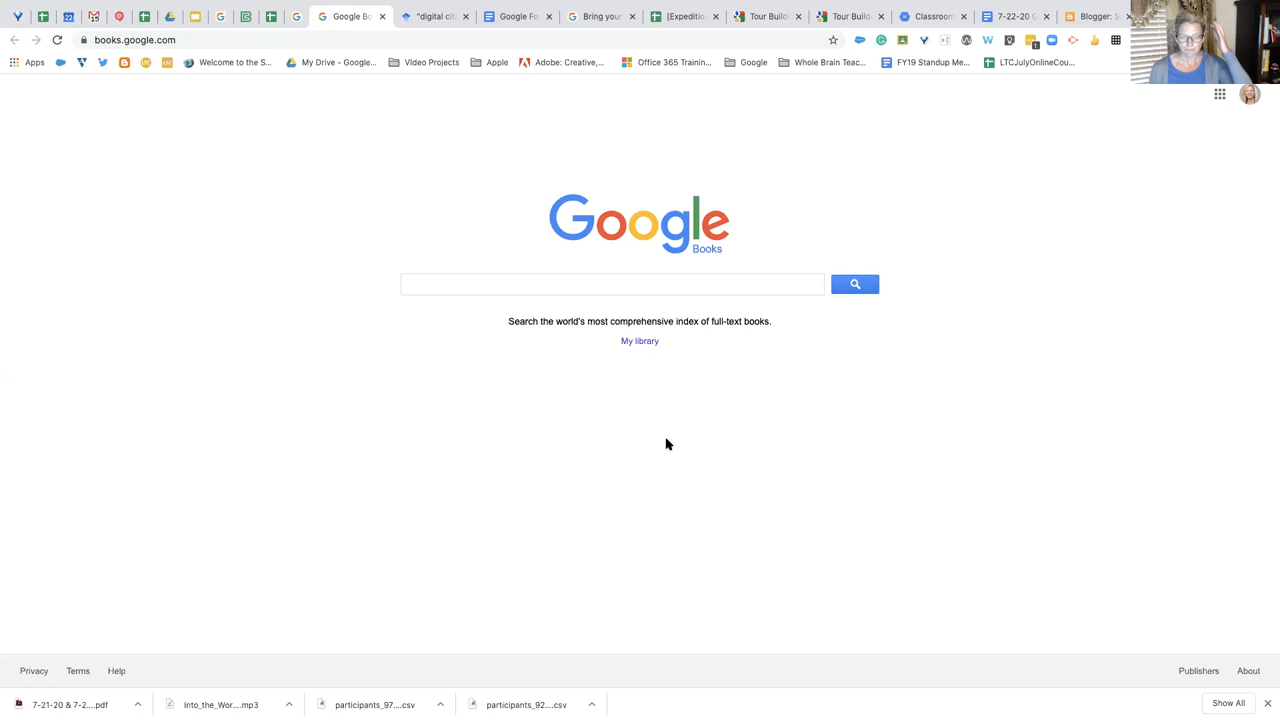 Google Bo
"digital cit
Google Fo
Bring your
[Expedition
Tour Build
Tour Build
Classroom
7-22-20 G
Blogger: S
books.google.com
Apps
Welcome to the S...
My Drive - Google...
Video Projects
Apple
Adobe: Creative,...
Office 365 Trainin...
Google
Whole Brain Teac...
FY19 Standup Me...
LTCJulyOnlineCou...
Google
Books
Search the world's most comprehensive index of full-text books.
My library
Privacy Terms Help Publishers About
7-21-20 & 7-2....pdf
Into_the_Wor....mp3
participants_97....csv
participants_92....csv
Show All